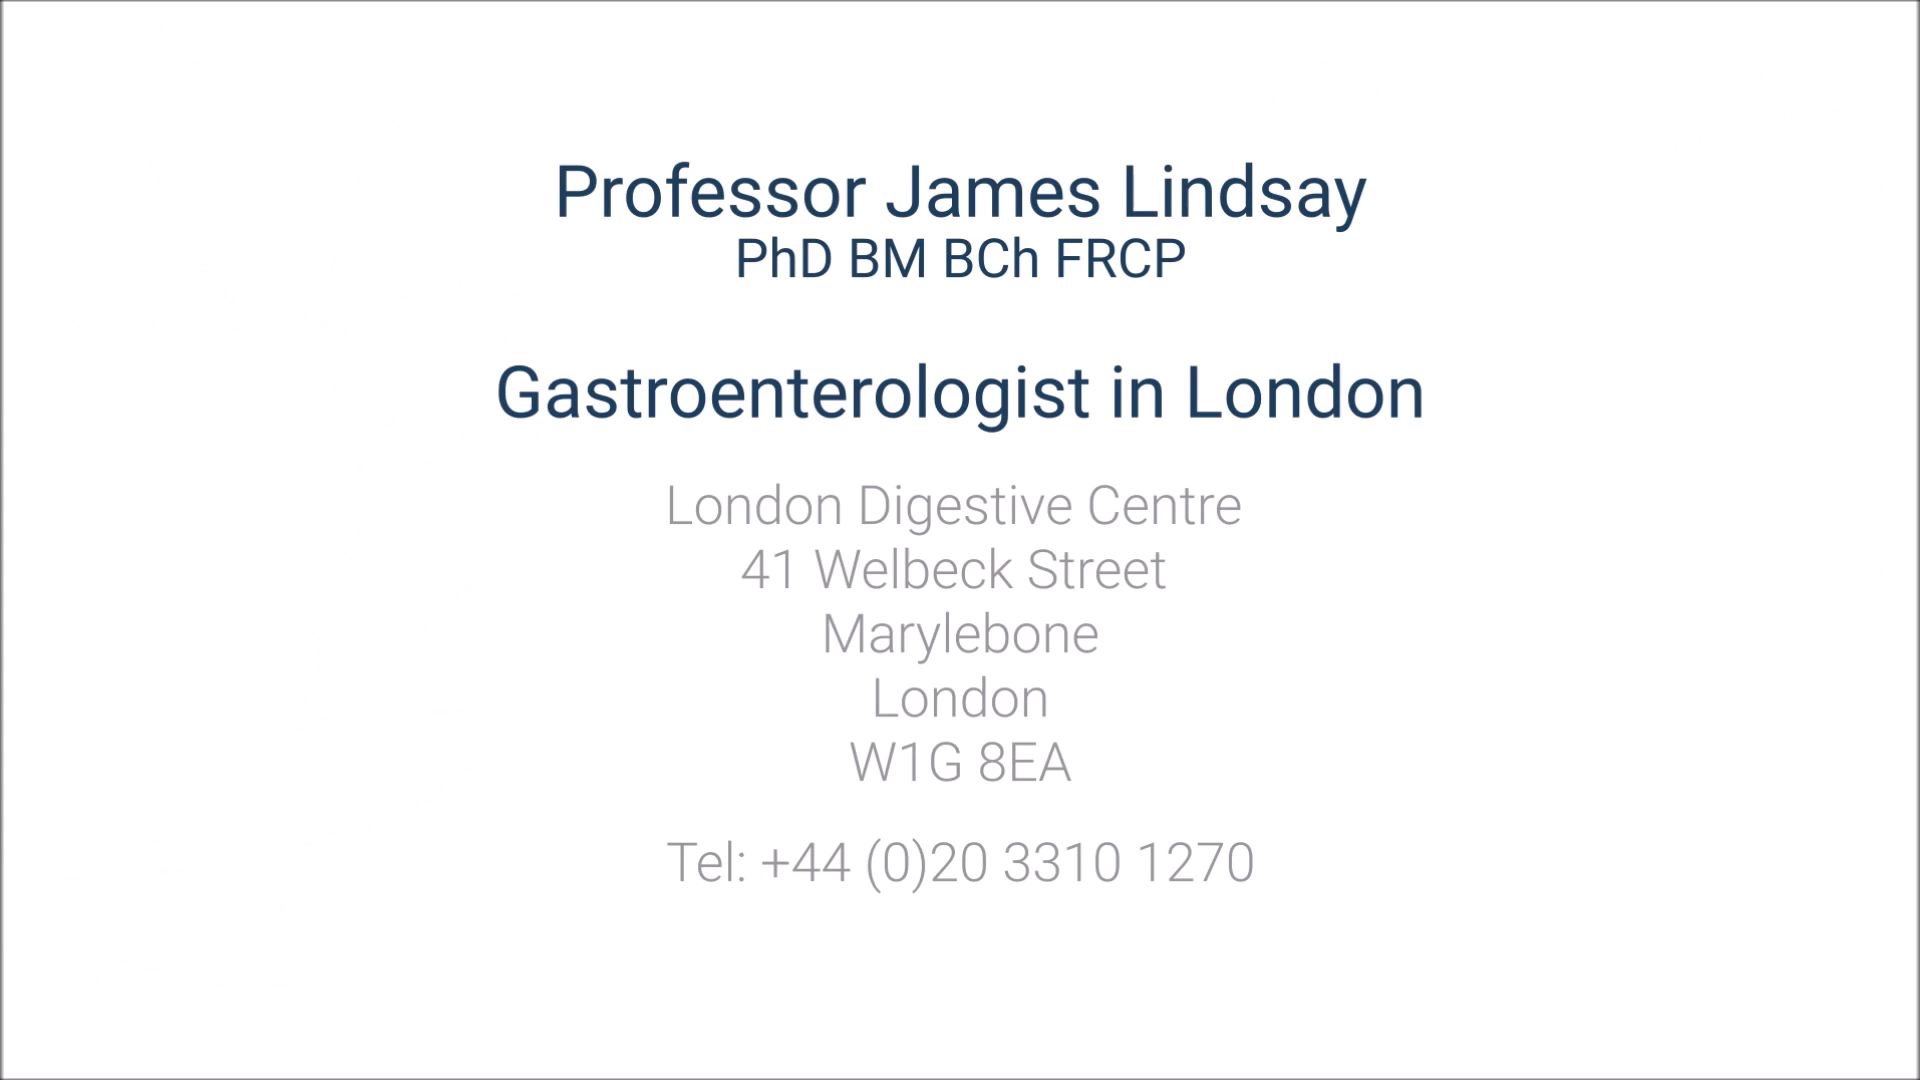 Professor James Lindsay
PhD BM BCh FRCP
Gastroenterologist in London
London Digestive Centre
41 Welbeck Street
Marylebone
London
W1G 8EA
Tel: +44 (0)20 3310 1270